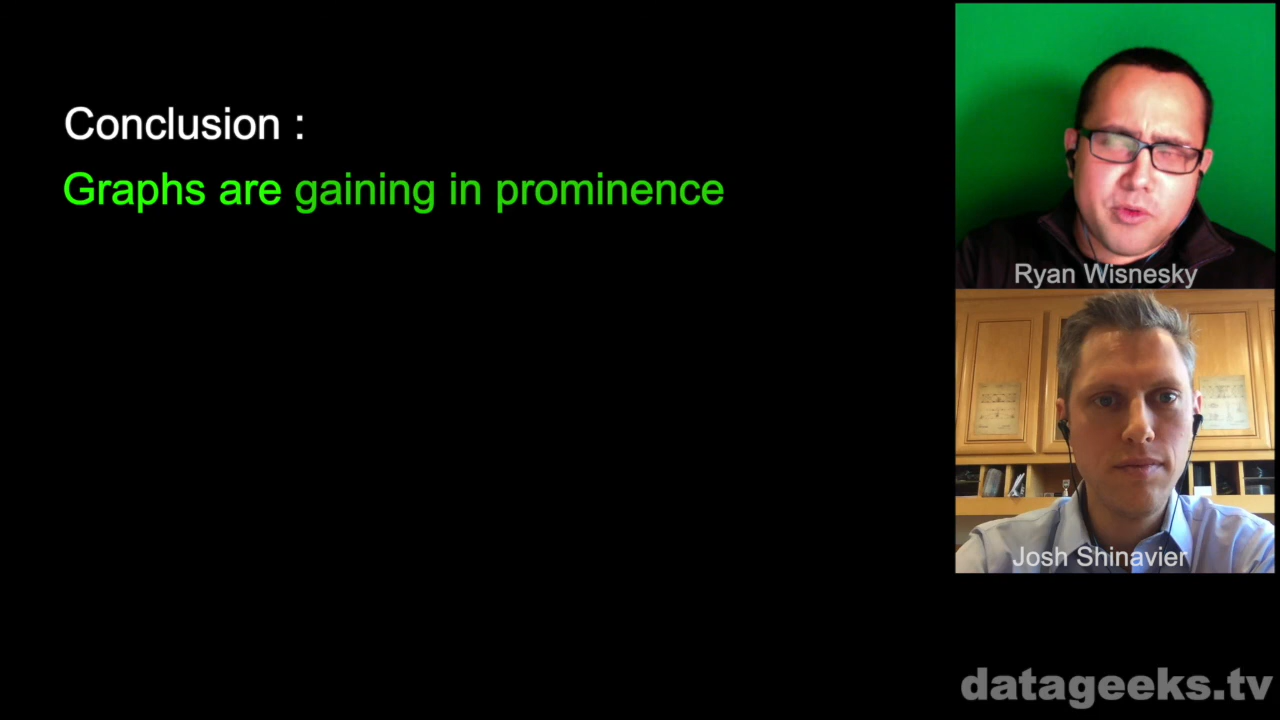 Conclusion :
Graphs are gaining in prominence
Ryan Wisnesky
Josh Shinavier
datageeks.tv